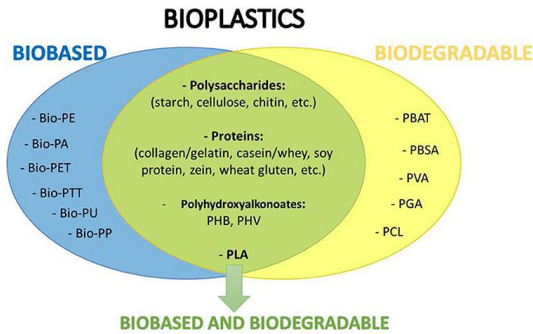 BIOPLASTICS
BIOBASED
BIODEGRADABLE
- Bio-PE
- Bio-PA
- Bio-PET
- Bio-PTT
- Bio-PU
- Bio-PP
- Polysaccharides:
(starch, cellulose, chitin, etc.)
- Proteins:
(collagen/gelatin, casein/whey, soy
protein, zein, wheat gluten, etc.)
- Polyhydroxyalkonoates:
PHB, PHV
- PLA
- PBAT
- PBSA
- PVA
- PGA
- PCL
BIOBASED AND BIODEGRADABLE